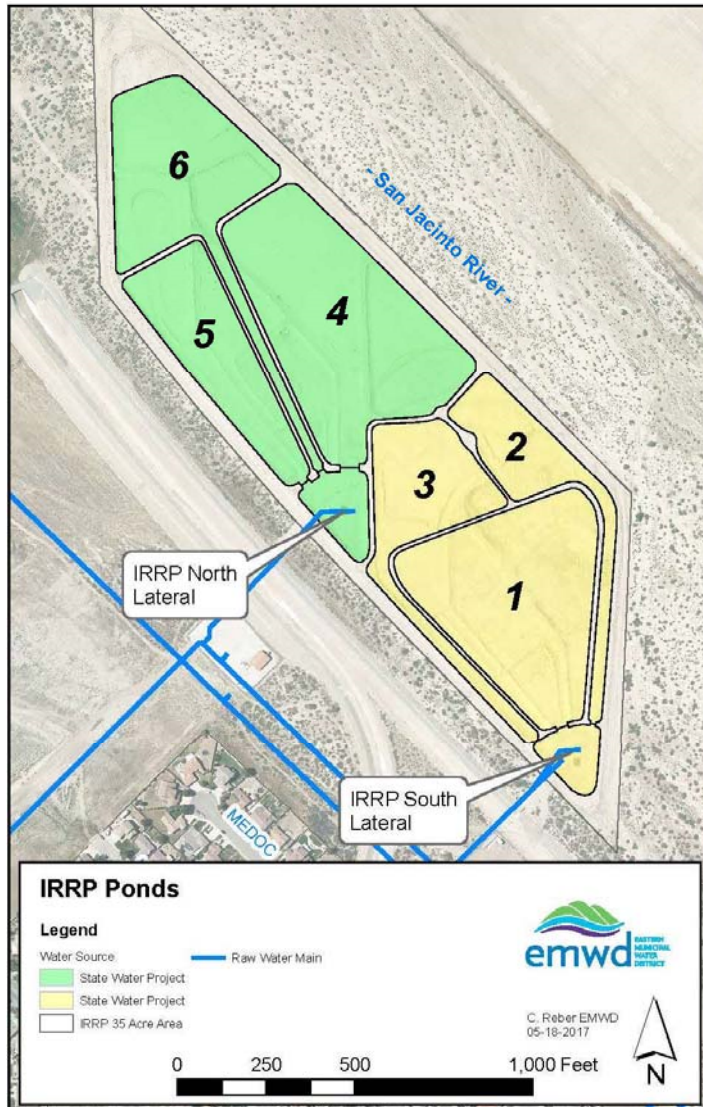 6
- San Jacinto River -
4
5
2
3
1
IRRP North
Lateral
IRRP South
Lateral
MEDOC
IRRP Ponds
Legend
Water Source
Raw Water Main
State Water Project
State Water Project
IRRP 35 Acre Area
emwd
EASTERN
MUNICIPAL
WATER
DISTRICT
C. Reber EMWD
05-18-2017
0 250 500 1,000 Feet
N